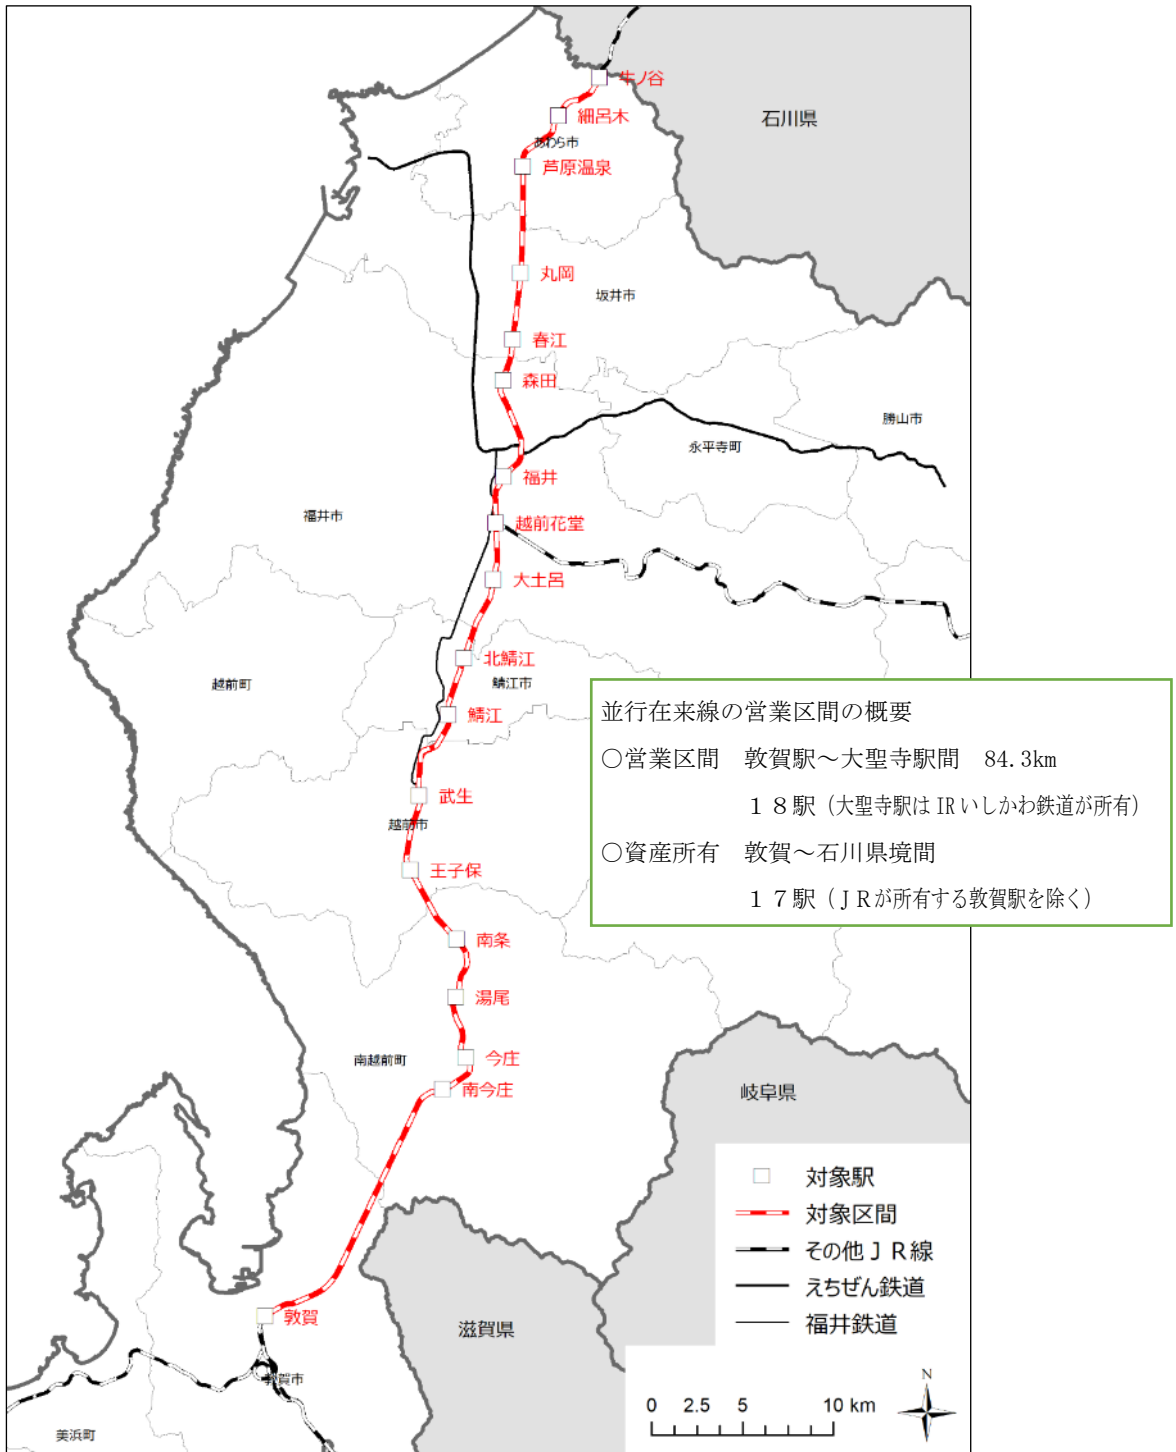 牛ノ谷
細呂木
石川県
あわら市
芦原温泉
丸岡
坂井市
春江
森田
勝山市
永平寺町
福井
福井市
越前花堂
大土呂
北鯖江
越前町
鯖江市
鯖江
並行在来線の営業区間の概要
○営業区間　敦賀駅～大聖寺駅間　84.3km
１８駅（大聖寺駅は IR いしかわ鉄道が所有）
○資産所有　敦賀～石川県境間
１７駅（ＪＲが所有する敦賀駅を除く）
武生
越前市
王子保
南条
湯尾
今庄
南越前町
南今庄
岐阜県
対象駅
対象区間
その他ＪＲ線
えちぜん鉄道
福井鉄道
敦賀
滋賀県
敦賀市
美浜町
N
0 2.5 5 10 km